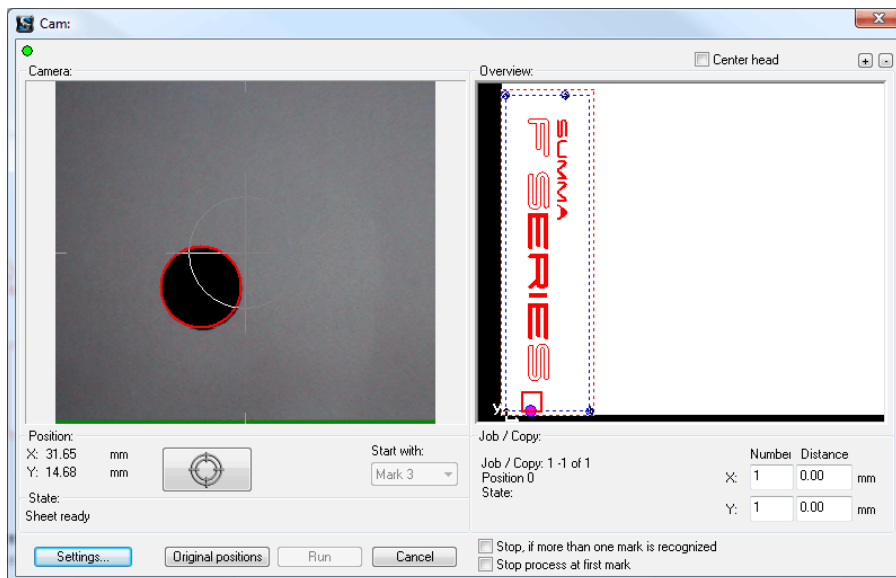 Cam:
Center head
+ -
Camera:
Overview:
SUMMA
F SERIES
Position:
X: 31.65 mm
Y: 14.68 mm
Start with:
Mark 3
State:
Sheet ready
Settings...
Original positions
Run
Cancel
Job / Copy:
Job / Copy: 1 -1 of 1
Position 0
State:
Number Distance
X: 1 0.00 mm
Y: 1 0.00 mm
Stop, if more than one mark is recognized
Stop process at first mark